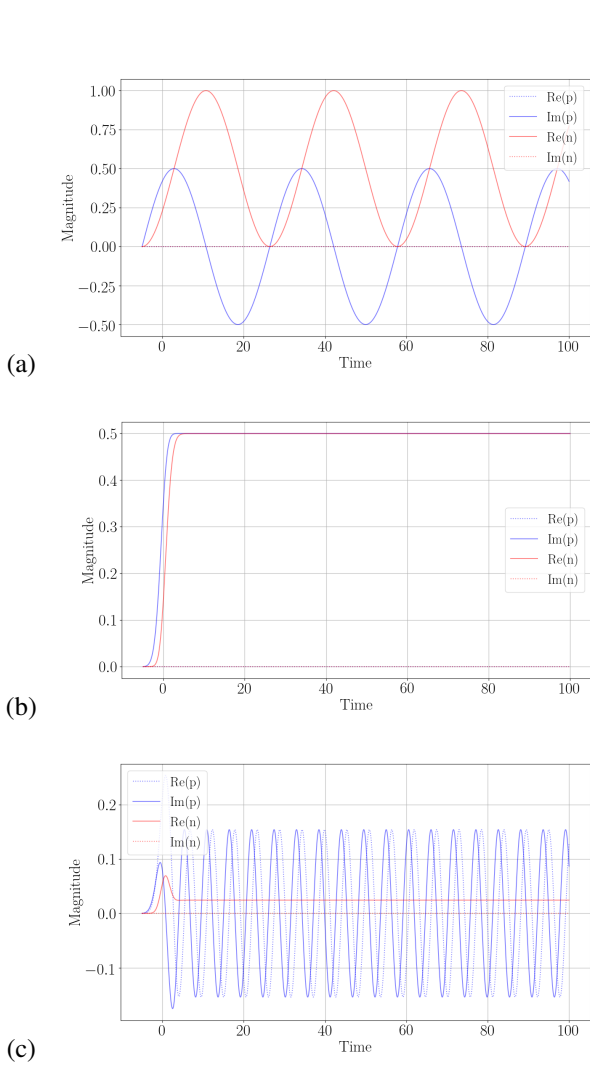 1.00
0.75
0.50
0.25
0.00
−0.25
−0.50
Magnitude
0 20 40 60 80 100
Time
Re(p)
Im(p)
Re(n)
Im(n)
(a)
0.5
0.4
0.3
0.2
0.1
0.0
Magnitude
0 20 40 60 80 100
Time
Re(p)
Im(p)
Re(n)
Im(n)
(b)
0.2
0.1
0.0
−0.1
Magnitude
0 20 40 60 80 100
Time
Re(p)
Im(p)
Re(n)
Im(n)
(c)